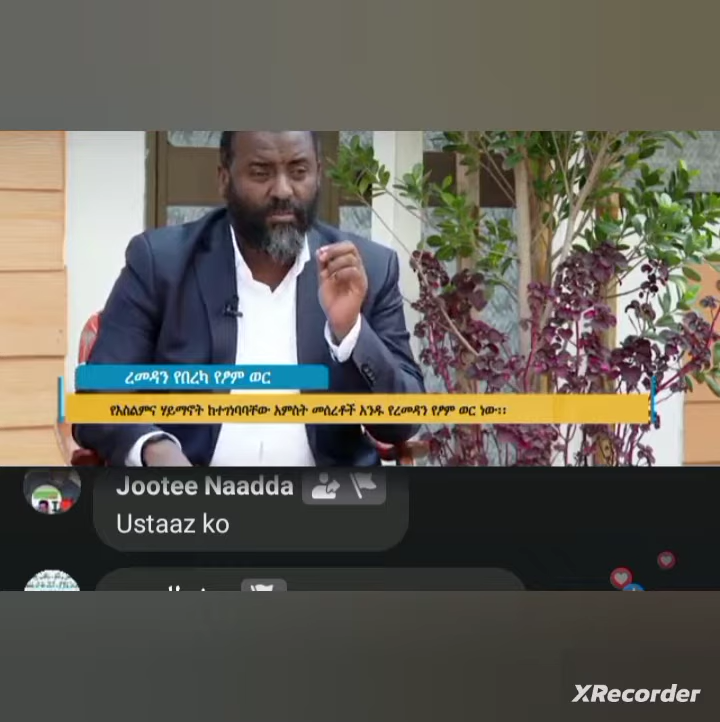 ረመዳን የበረካ የፆም ወር
የእስልምና ሃይማኖት ከተገነባባቸው አምስት መሰረቶች አንዱ የረመዳን የፆም ወር ነው፡፡
Jootee Naadda
Ustaaz ko
XRecorder